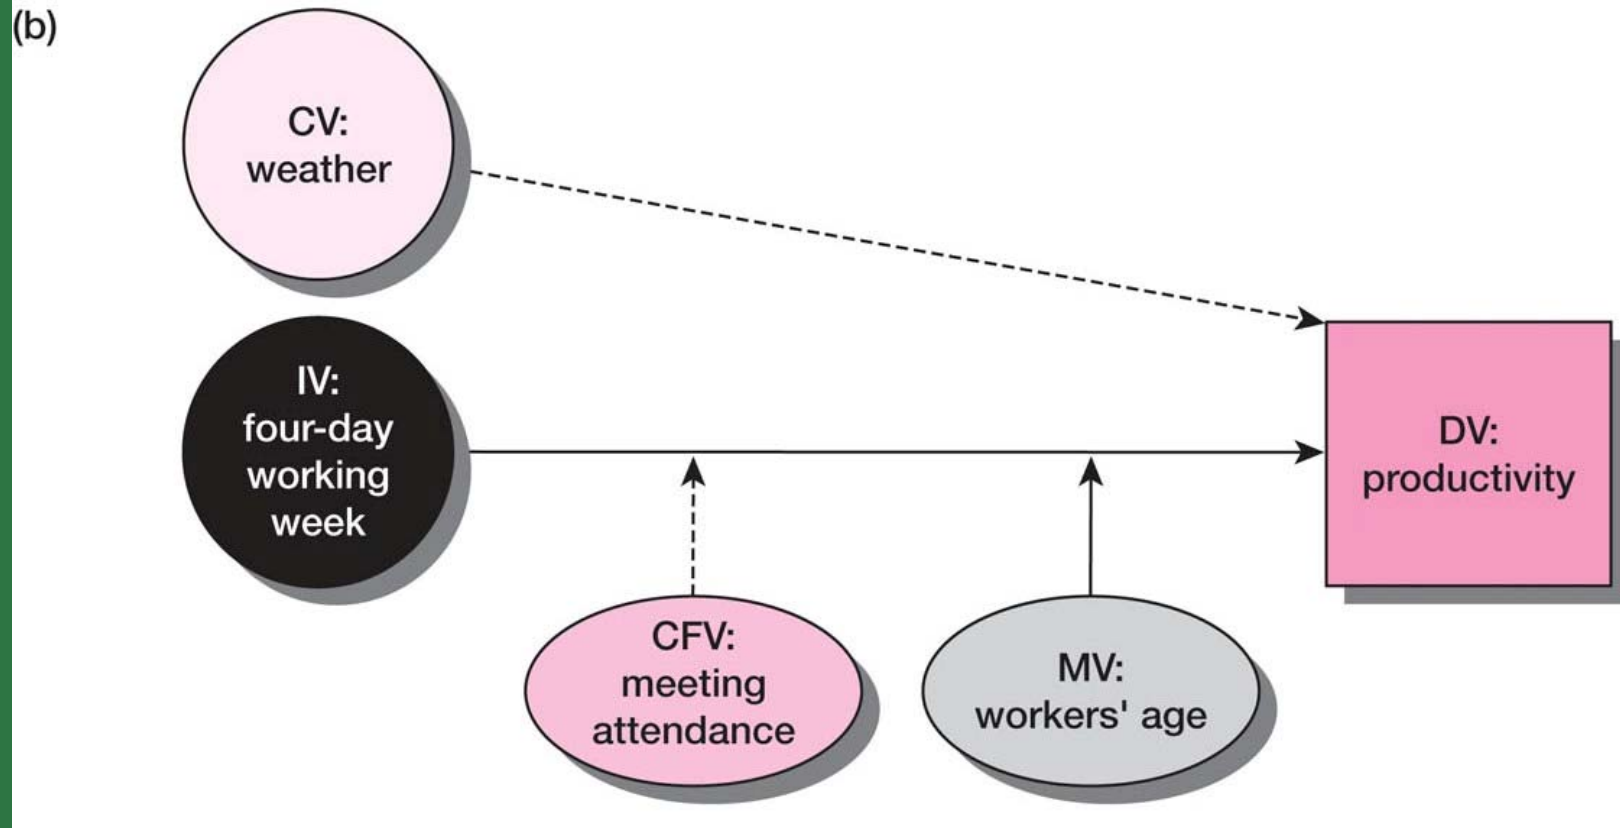 (b)
CV:
weather
IV:
four-day
working
week
DV:
productivity
CFV:
meeting
attendance
MV:
workers' age